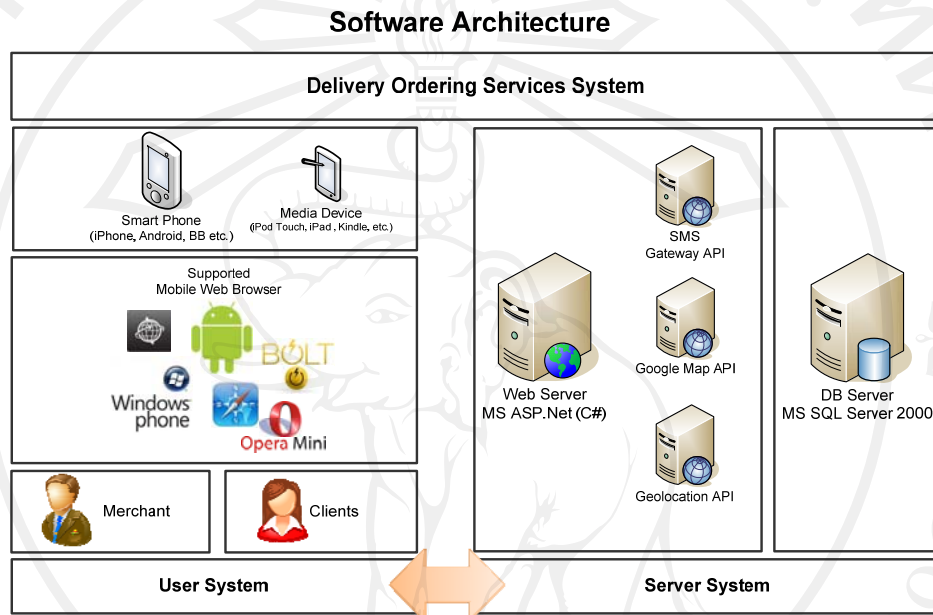 Software Architecture
Delivery Ordering Services System
Smart Phone
(iPhone, Android, BB etc.)
Media Device
(iPod Touch, iPad , Kindle, etc.)
Supported
Mobile Web Browser
BOLT
Windows
phone
Opera Mini
Merchant
Clients
User System
SMS
Gateway API
Web Server
MS ASP.Net (C#)
Google Map API
Geolocation API
DB Server
MS SQL Server 2000
Server System